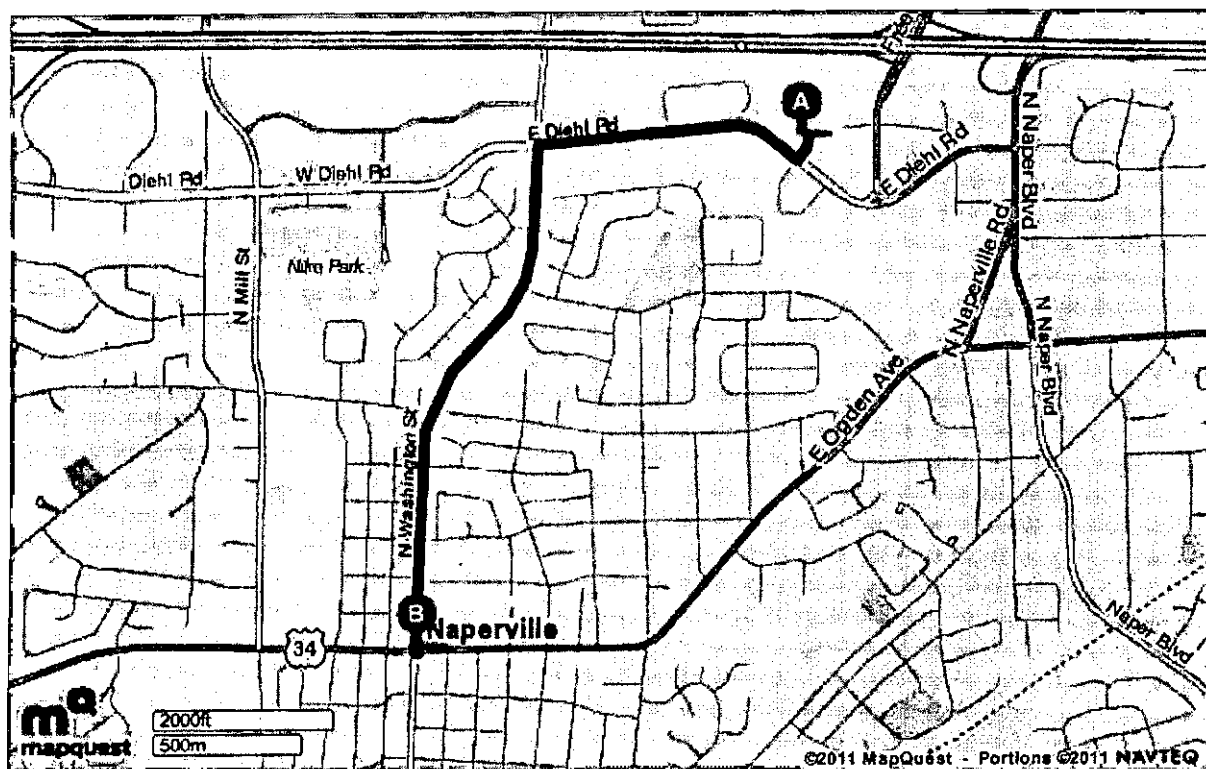 A
E Diehl Rd
E Diehl Rd
N Naper Blvd
Diehl Rd
W Diehl Rd
N Mill St
Park
N Naperville Rd
N Naper Blvd
E Ogden Ave
N Washington St
B
Naperville
34
Naper Blvd
mQ
mapquest
2000ft
500m
©2011 MapQuest - Portions ©2011 NAVTEQ